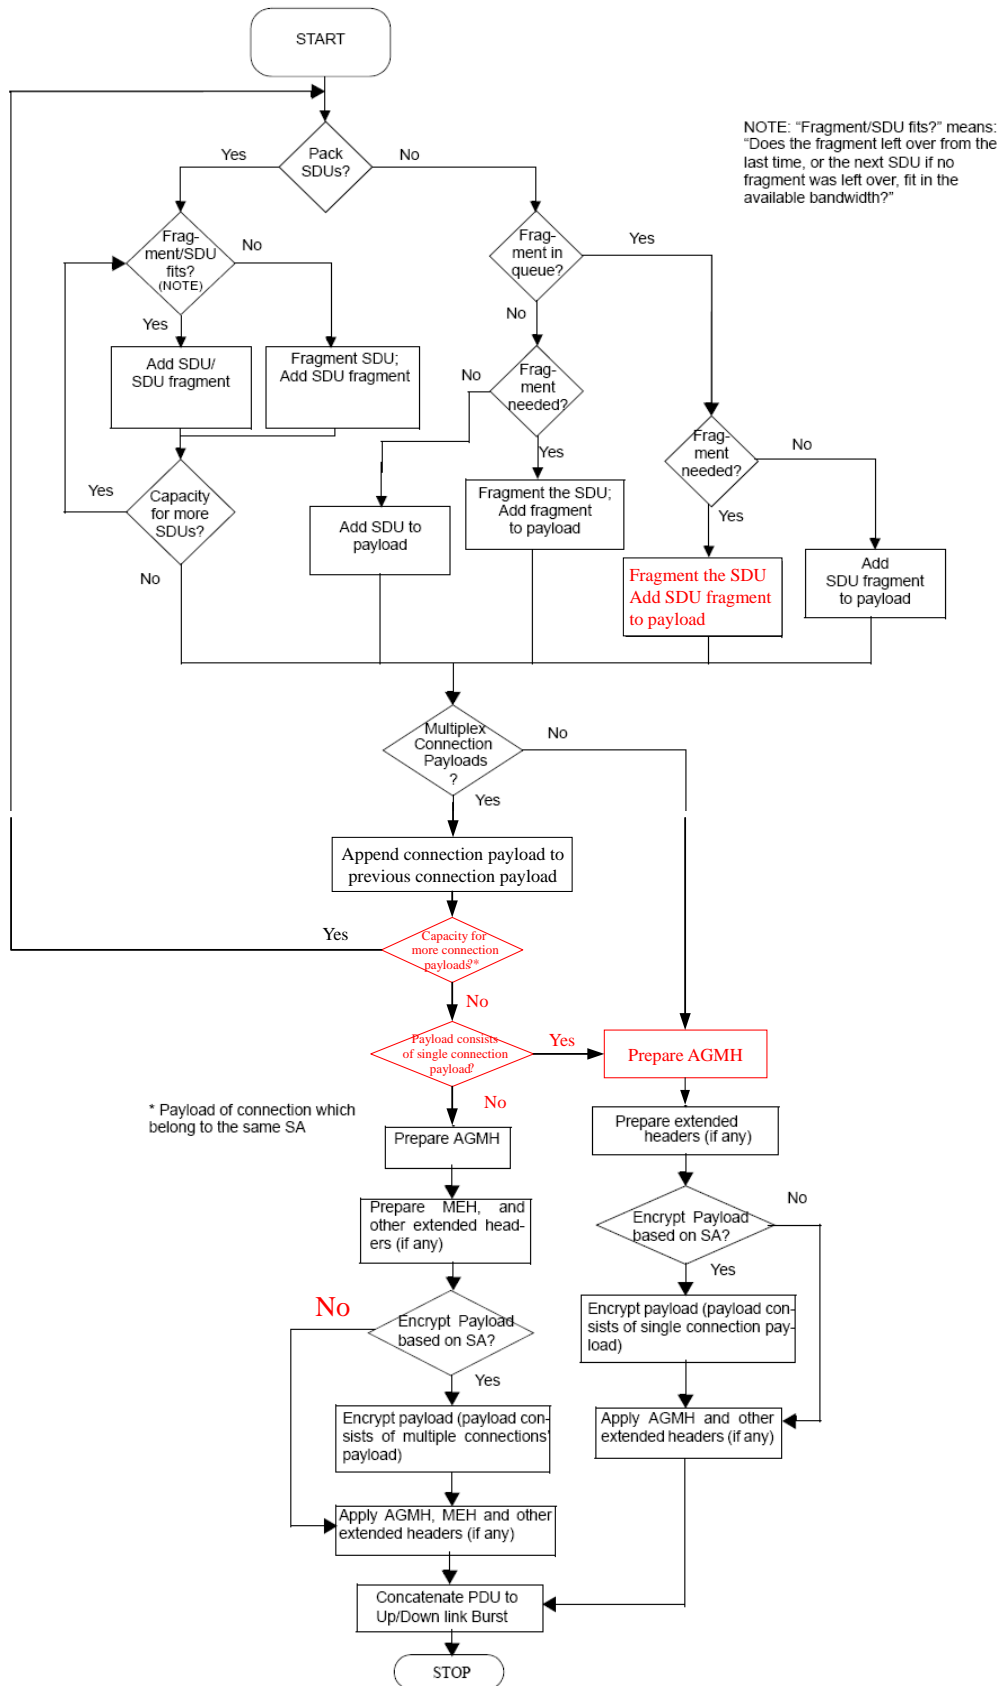 START
NOTE: “Fragment/SDU fits?” means:
“Does the fragment left over from the
last time, or the next SDU if no
fragment was left over, fit in the
available bandwidth?”
Yes
Pack
SDUs?
No
Frag-
ment/SDU
fits?
(NOTE)
No
Yes
Frag-
ment in
queue?
Yes
No
Add SDU/
SDU fragment
Fragment SDU;
Add SDU fragment
No
Frag-
ment
needed?
Yes
Frag-
ment
needed?
No
Yes
Yes
Capacity
for more
SDUs?
No
Add SDU to
payload
Fragment the SDU;
Add fragment
to payload
Fragment the SDU
Add SDU fragment
to payload
Add
SDU fragment
to payload
Multiplex
Connection
Payloads
?
No
Yes
Append connection payload to
previous connection payload
Yes
Capacity for
more connection
payloads?*
No
Payload consists
of single connection
payload?
Yes
Prepare AGMH
No
* Payload of connection which
belong to the same SA
Prepare AGMH
Prepare extended
headers (if any)
Prepare MEH, and
other extended head-
ers (if any)
Encrypt Payload
based on SA?
No
Yes
No
Encrypt Payload
based on SA?
Yes
Encrypt payload (payload con-
sists of single connection pay-
load)
Encrypt payload (payload con-
sists of multiple connections’
payload)
Apply AGMH and other
extended headers (if any)
Apply AGMH, MEH and other
extended headers (if any)
Concatenate PDU to
Up/Down link Burst
STOP